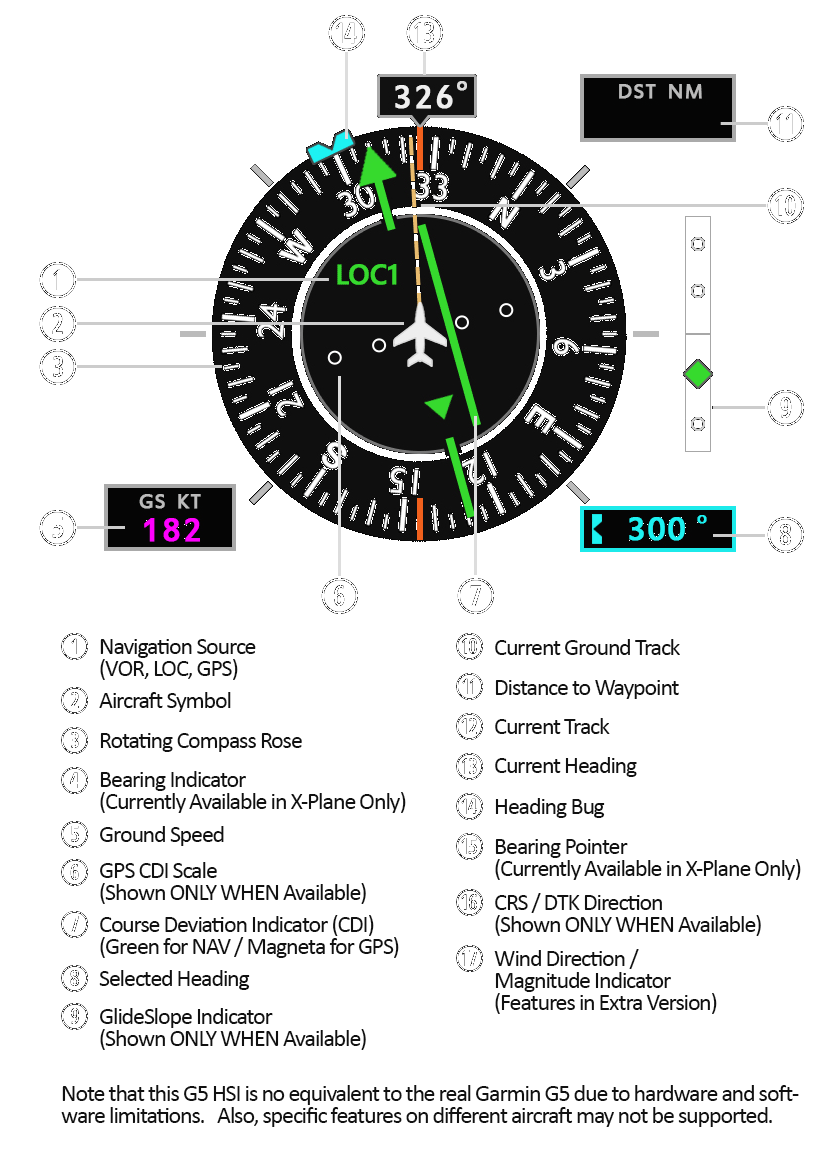 14
13
326°
DST NM
11
33
30
N
10
W
3
LOC1
1
24
2
6
3
21
E
9
S
12
15
GS KT
182
5
300 °
8
6
7
1 Navigation Source
(VOR, LOC, GPS)
2 Aircraft Symbol
3 Rotating Compass Rose
4 Bearing Indicator
(Currently Available in X-Plane Only)
5 Ground Speed
6 GPS CDI Scale
(Shown ONLY WHEN Available)
7 Course Deviation Indicator (CDI)
(Green for NAV / Magneta for GPS)
8 Selected Heading
9 GlideSlope Indicator
(Shown ONLY WHEN Available)
10 Current Ground Track
11 Distance to Waypoint
12 Current Track
13 Current Heading
14 Heading Bug
15 Bearing Pointer
(Currently Available in X-Plane Only)
16 CRS / DTK Direction
(Shown ONLY WHEN Available)
17 Wind Direction /
Magnitude Indicator
(Features in Extra Version)
Note that this G5 HSI is no equivalent to the real Garmin G5 due to hardware and soft-
ware limitations. Also, specific features on different aircraft may not be supported.